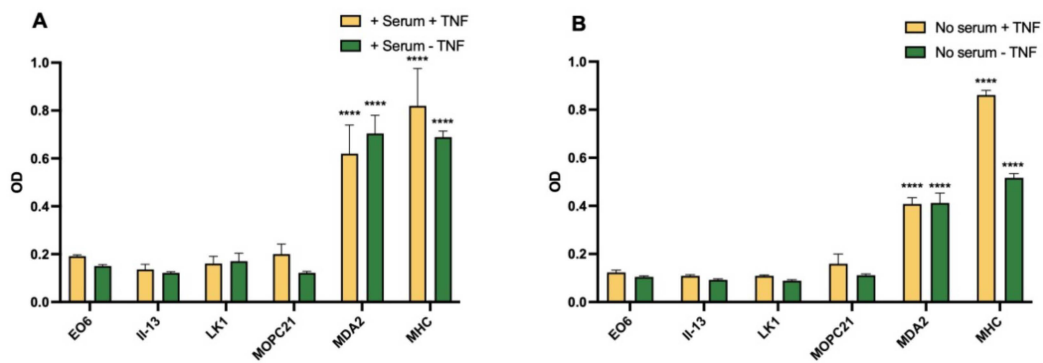 A
+ Serum + TNF
+ Serum - TNF
OD
1.0
0.8
0.6
0.4
0.2
0.0
****
****
****
****
EO6
Il-13
LK1
MOPC21
MDA2
MHC
B
No serum + TNF
No serum - TNF
OD
1.0
0.8
0.6
0.4
0.2
0.0
****
****
****
****
EO6
Il-13
LK1
MOPC21
MDA2
MHC